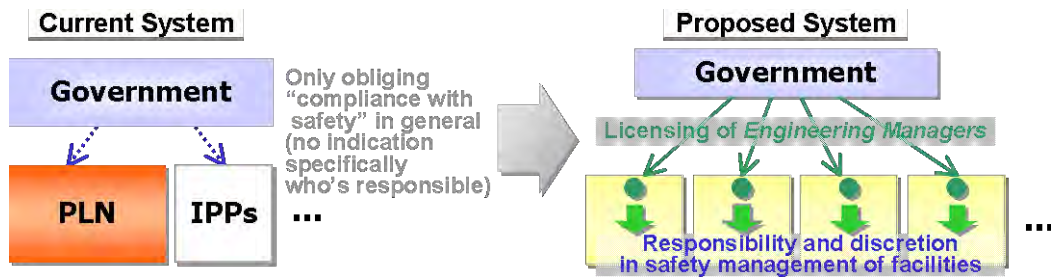 Current System
Government
Only obliging
“compliance with
safety” in general
(no indication
specifically
who's responsible)
PLN
IPPs
...
Proposed System
Government
Licensing of Engineering Managers
Responsibility and discretion
in safety management of facilities
...